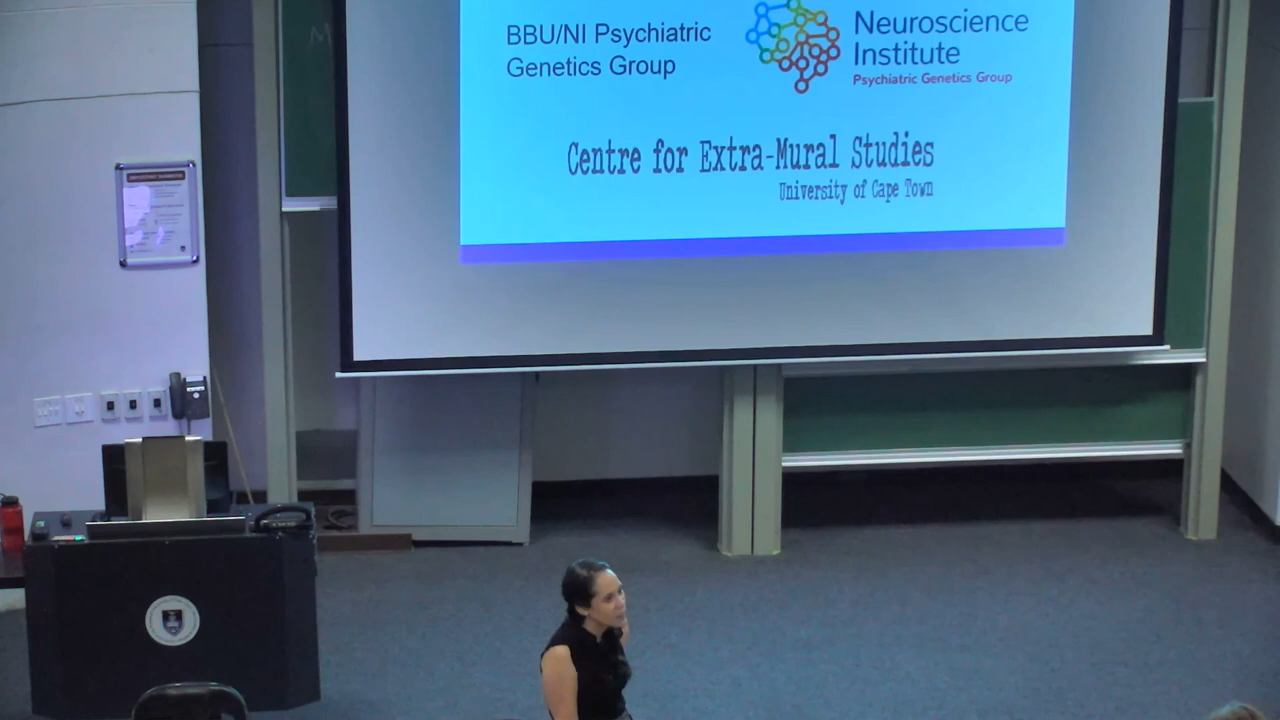 BBU/NI Psychiatric
Genetics Group
Neuroscience
Institute
Psychiatric Genetics Group
Centre for Extra-Mural Studies
University of Cape Town